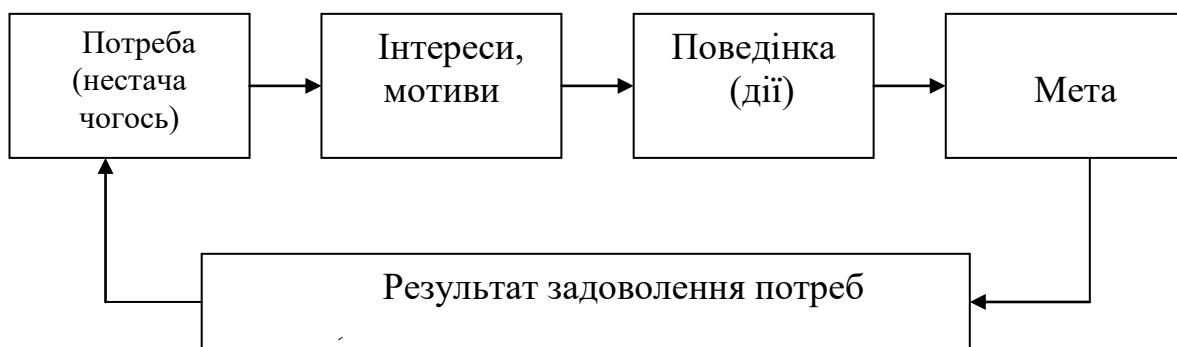 Потреба
(нестача
чогось)
Інтереси,
мотиви
Поведінка
(дії)
Мета
Результат задоволення потреб